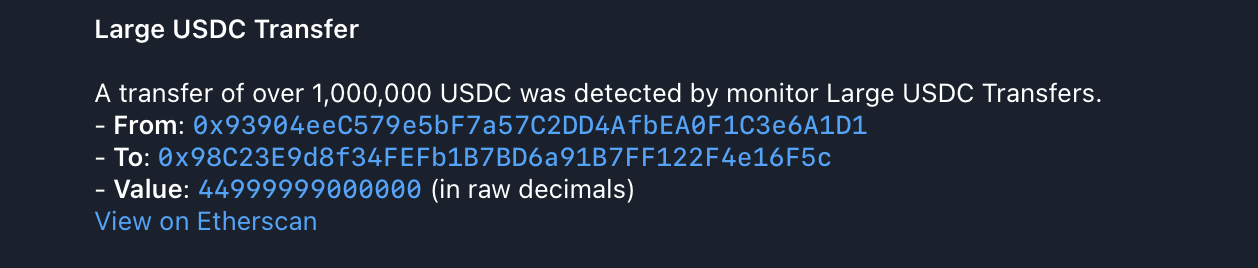 Large USDC Transfer
A transfer of over 1,000,000 USDC was detected by monitor Large USDC Transfers.
- From: 0x93904eeC579e5bF7a57C2DD4AfbEA0F1C3e6A1D1
- To: 0x98C23E9d8f34FEFb1B7BD6a91B7FF122F4e16F5c
- Value: 44999999000000 (in raw decimals)
View on Etherscan